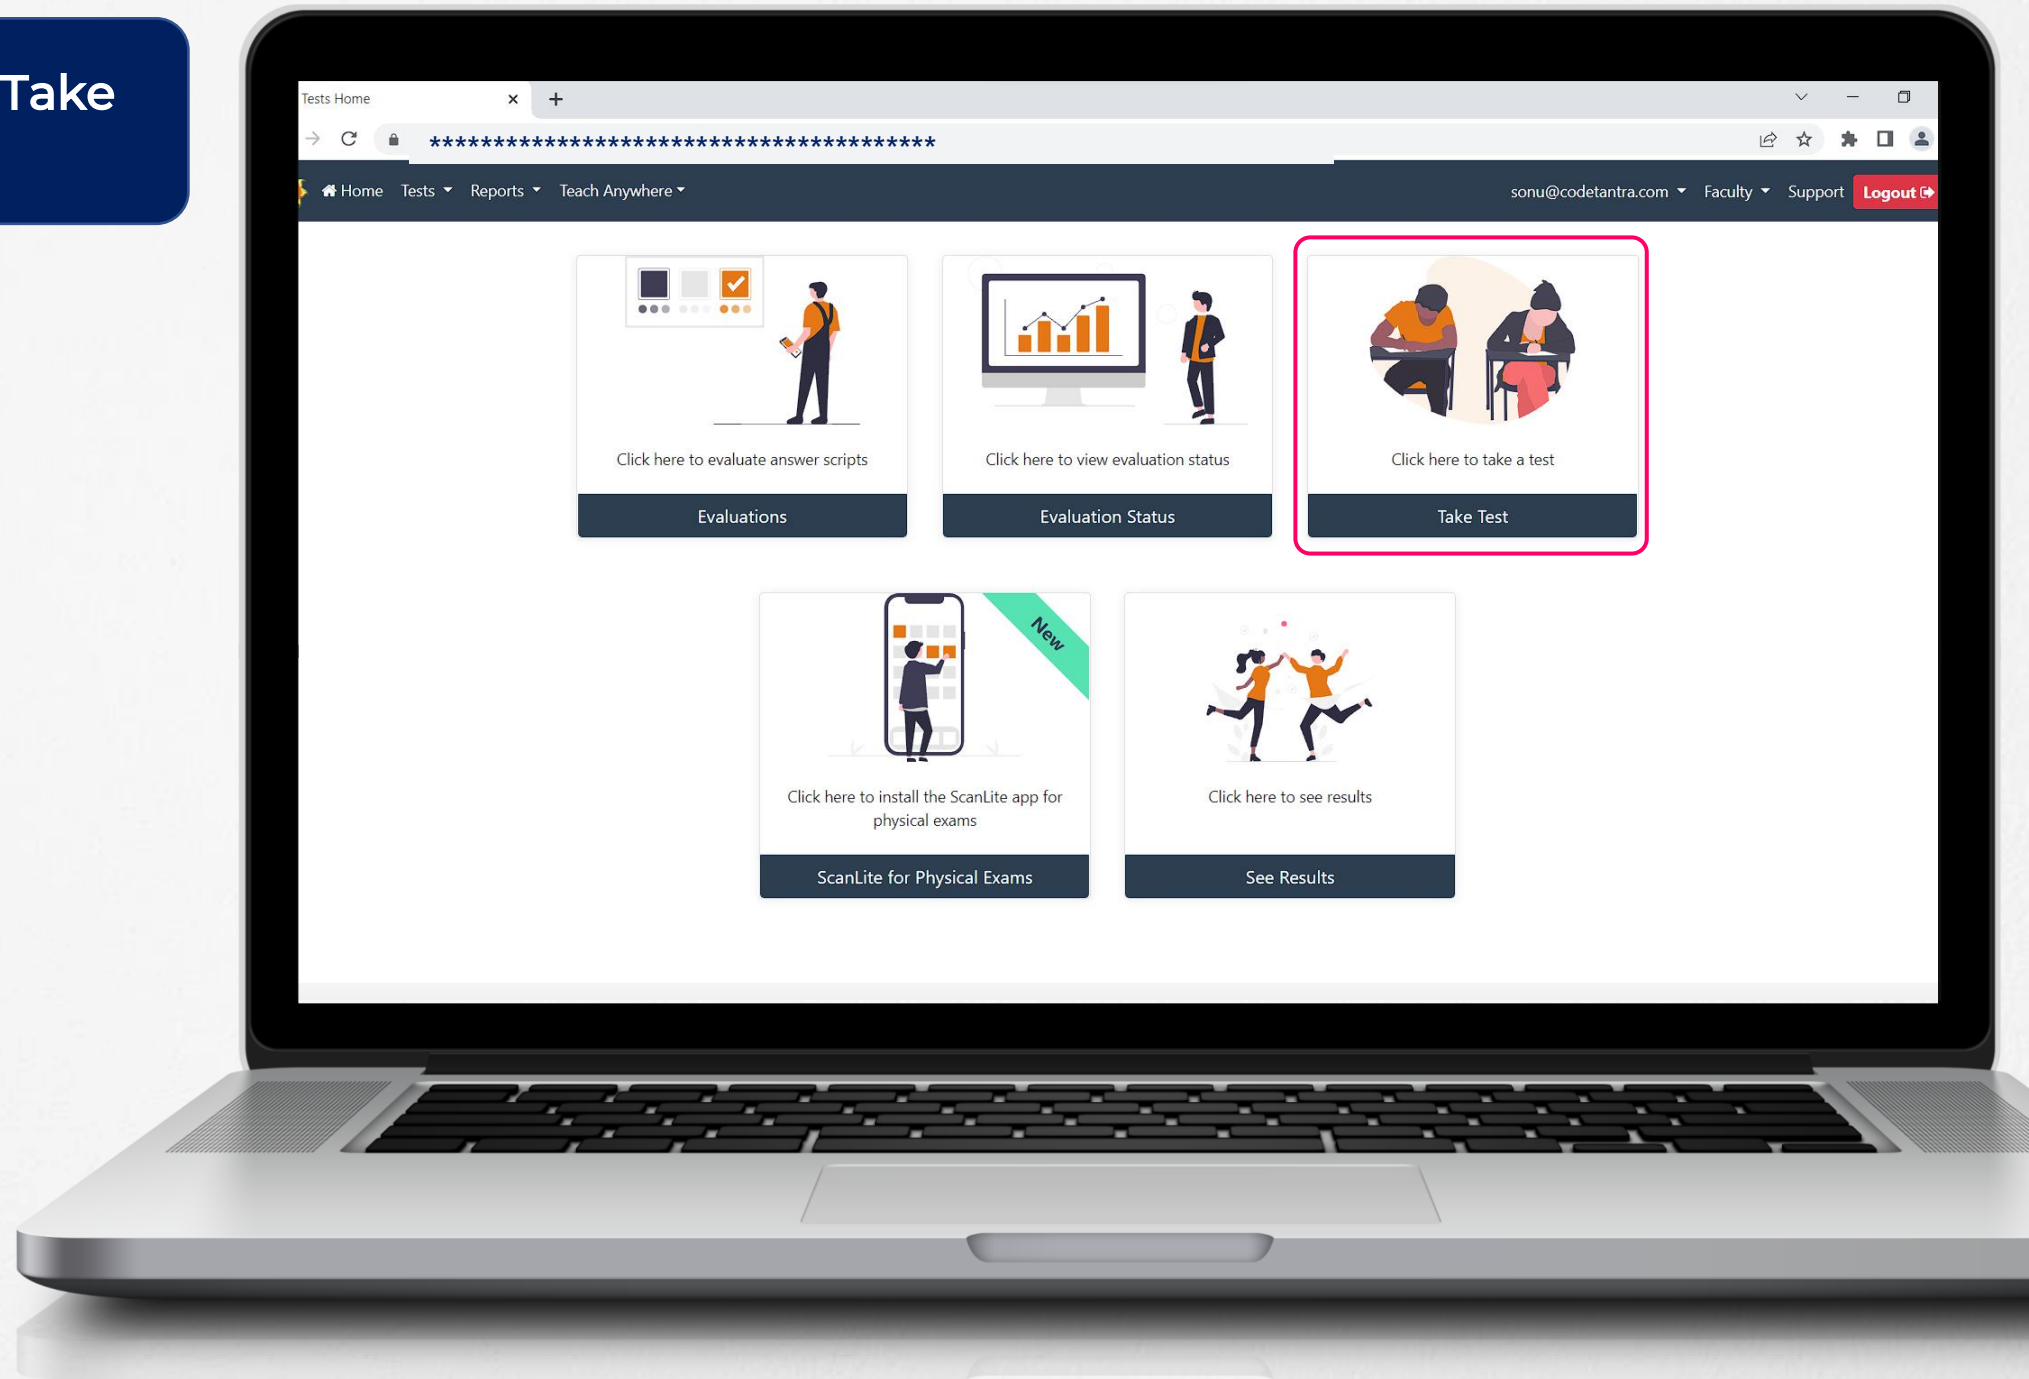 Take
Tests Home
****************************************
Home Tests Reports Teach Anywhere
sonu@codetantra.com Faculty Support Logout
Click here to evaluate answer scripts
Evaluations
Click here to view evaluation status
Evaluation Status
Click here to take a test
Take Test
New
Click here to install the ScanLite app for
physical exams
ScanLite for Physical Exams
Click here to see results
See Results